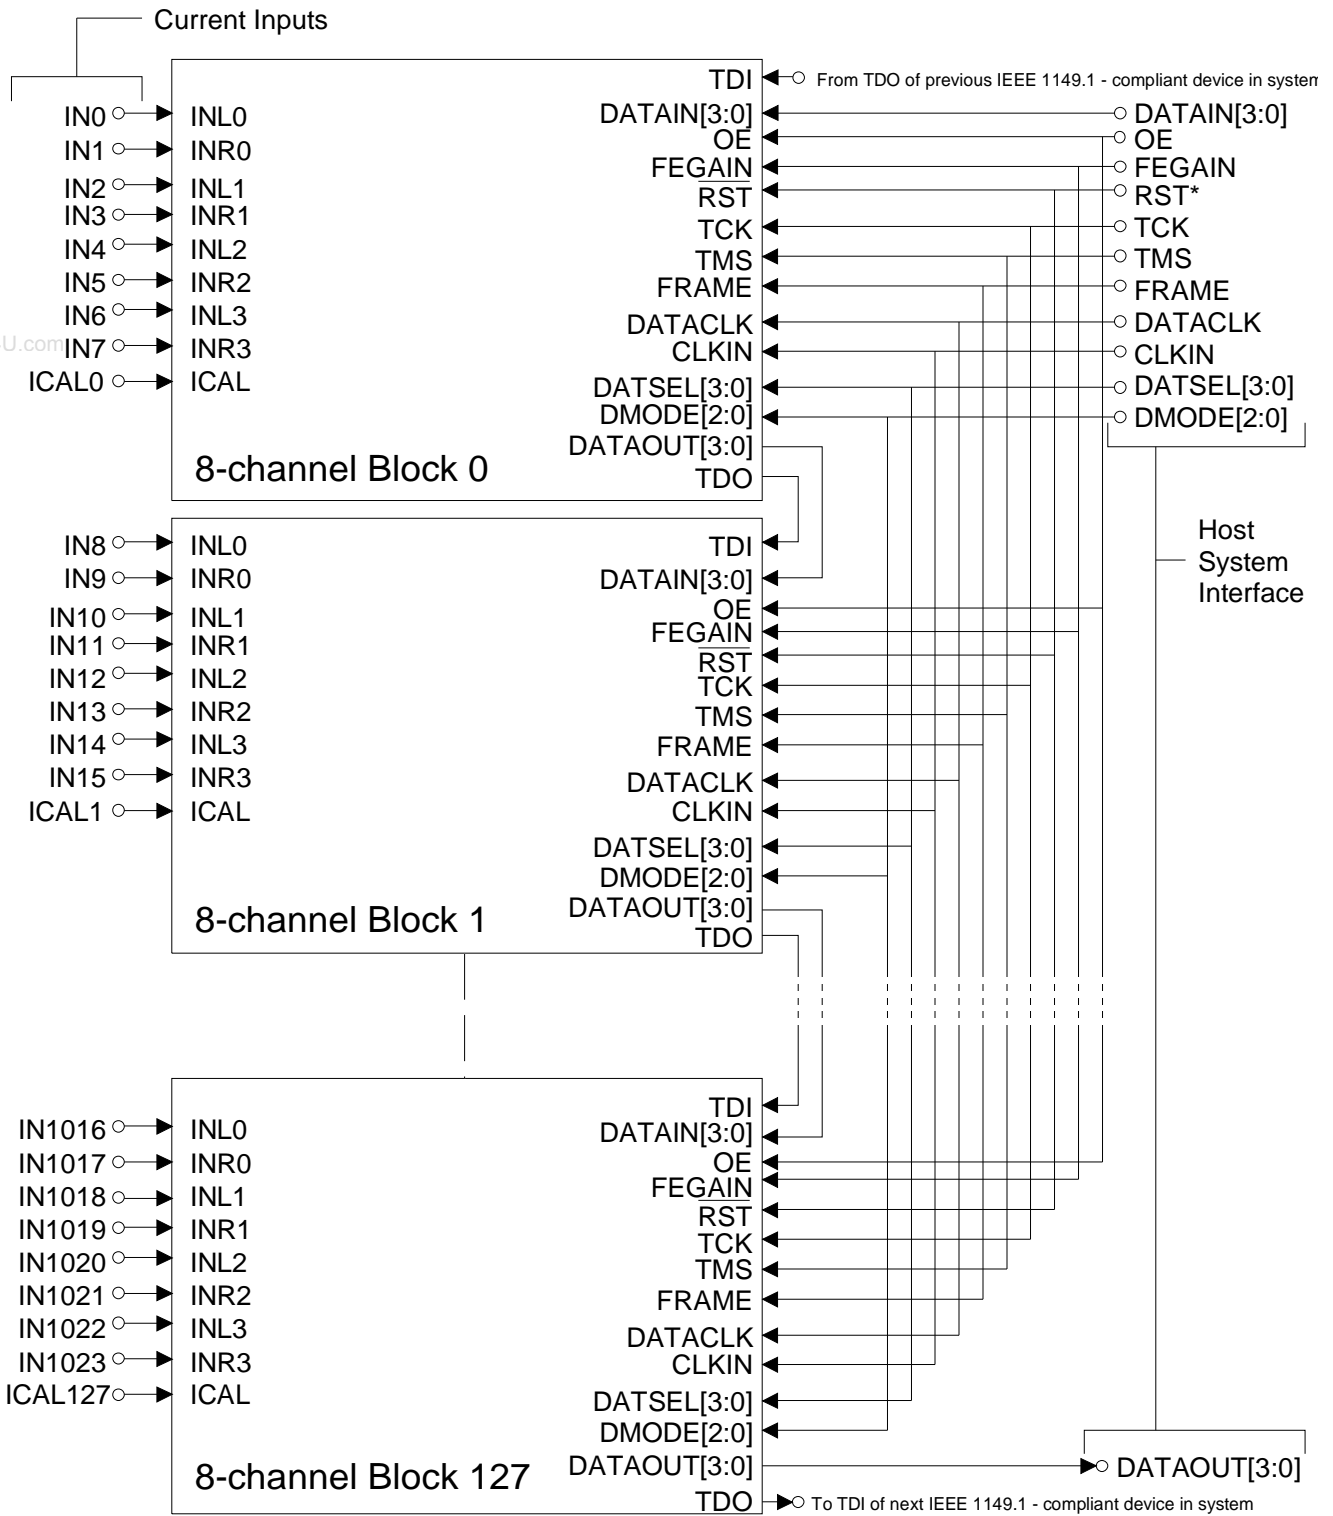 Current Inputs
TDI From TDO of previous IEEE 1149.1 - compliant device in system
IN0 INL0 DATAIN[3:0] DATAIN[3:0]
OE OE
IN1 INR0 FEGAIN FEGAIN
IN2 INL1 RST RST*
IN3 INR1 TCK TCK
IN4 INL2 TMS TMS
IN5 INR2 FRAME FRAME
IN6 INL3 DATACLK DATACLK
U.com
IN7 INR3 CLKIN CLKIN
ICAL0 ICAL DATSEL[3:0] DATSEL[3:0]
DMODE[2:0] DMODE[2:0]
DATAOUT[3:0]
8-channel Block 0 TDO
Host
System
Interface
IN8 INL0 TDI
IN9 INR0 DATAIN[3:0]
IN10 INL1 OE
IN11 INR1 FEGAIN
RST
IN12 INL2 TCK
IN13 INR2 TMS
IN14 INL3 FRAME
IN15 INR3 DATACLK
ICAL1 ICAL CLKIN
DATSEL[3:0]
DMODE[2:0]
DATAOUT[3:0]
8-channel Block 1 TDO
TDI
IN1016 INL0 DATAIN[3:0]
IN1017 INR0 OE
FEGAIN
IN1018 INL1 RST
IN1019 INR1 TCK
IN1020 INL2 TMS
IN1021 INR2 FRAME
IN1022 INL3 DATACLK
IN1023 INR3 CLKIN
ICAL127 ICAL DATSEL[3:0]
DMODE[2:0]
DATAOUT[3:0] DATAOUT[3:0]
8-channel Block 127
TDO To TDI of next IEEE 1149.1 - compliant device in system